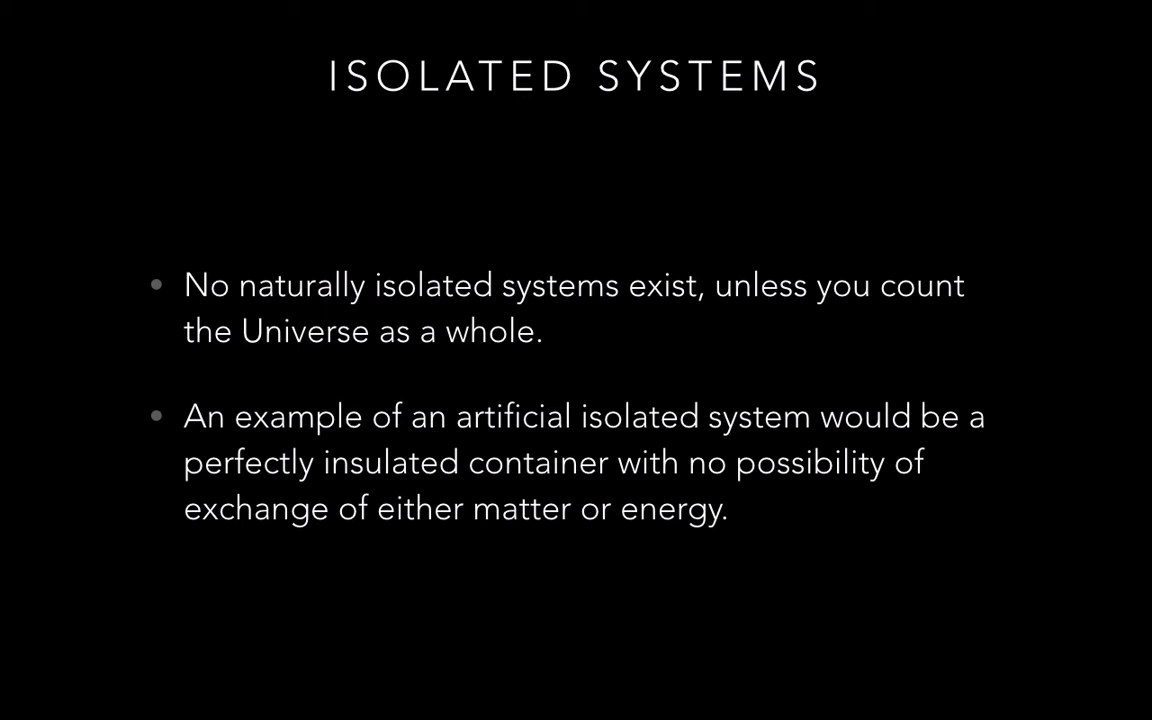 ISOLATED SYSTEMS
• No naturally isolated systems exist, unless you count
the Universe as a whole.
• An example of an artificial isolated system would be a
perfectly insulated container with no possibility of
exchange of either matter or energy.